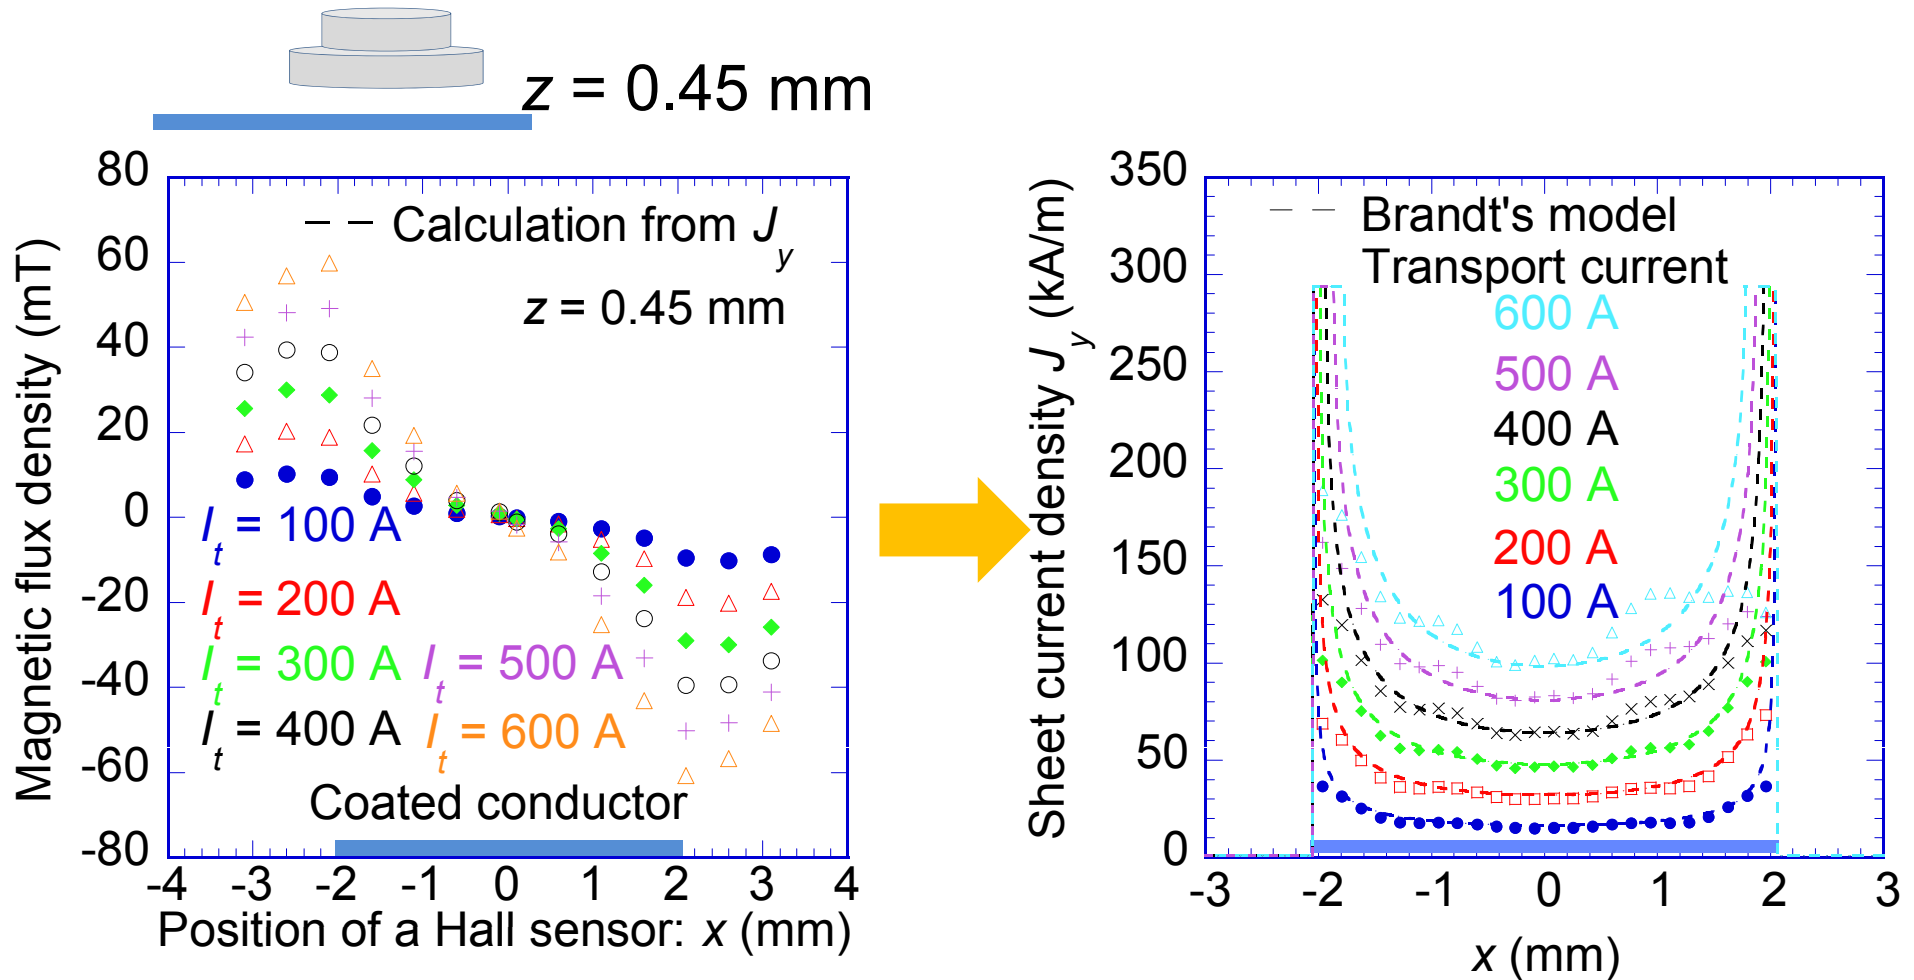 z = 0.45 mm
80
60
40
20
0
-20
-40
-60
-80
Magnetic flux density (mT)
– – Calculation from Jy
z = 0.45 mm
It = 100 A
It = 200 A
It = 300 A
It = 500 A
It = 400 A
It = 600 A
Coated conductor
-4 -3 -2 -1 0 1 2 3 4
Position of a Hall sensor: x (mm)
350
300
250
200
150
100
50
0
Sheet current density Jy (kA/m)
– – Brandt's model
Transport current
600 A
500 A
400 A
300 A
200 A
100 A
-3 -2 -1 0 1 2 3
x (mm)